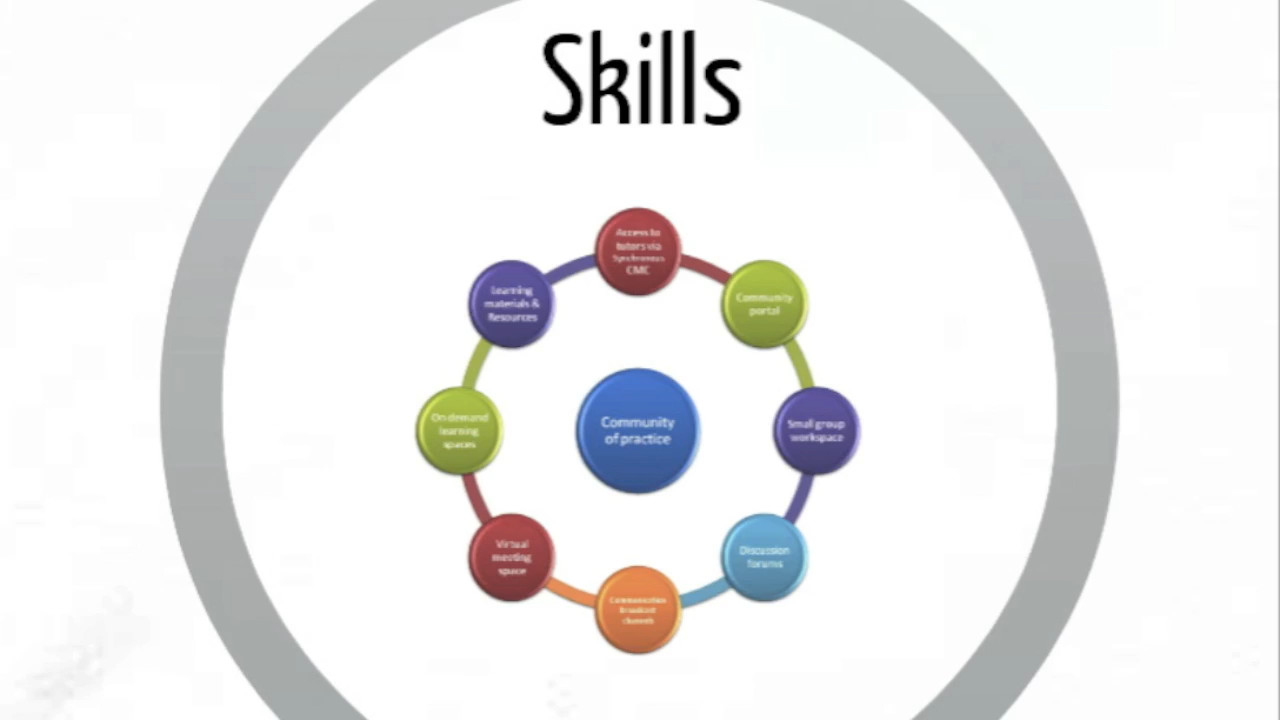 Skills
Access to
tutors via
Synchronous
CMC
Community
portal
Small group
workspace
Discussion
forums
Communication
Broadcast
channels
Virtual
meeting
space
On demand
learning
spaces
Learning
materials &
Resources
Community
of practice